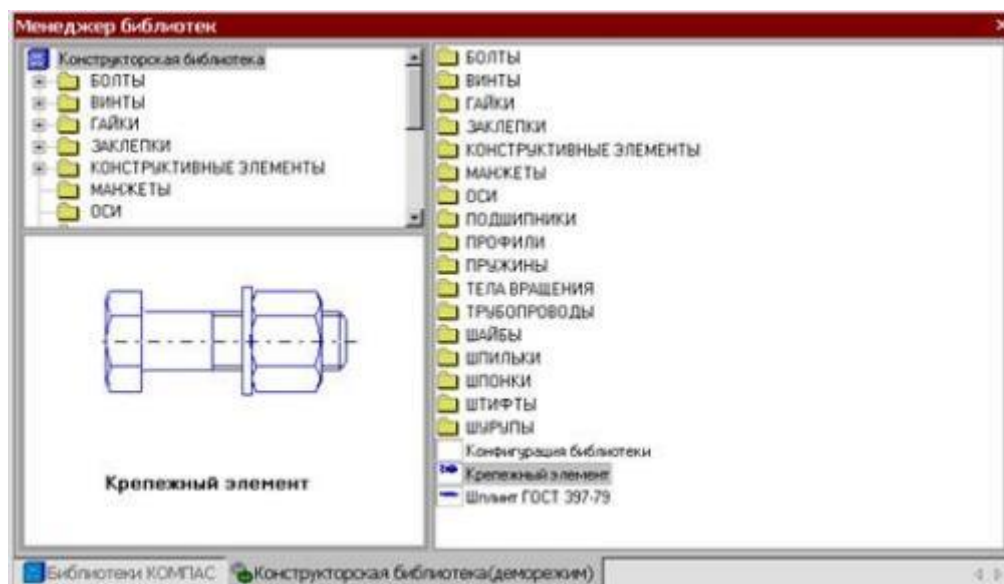 Менеджер библиотек
Конструкторская библиотека
БОЛТЫ
ВИНТЫ
ГАЙКИ
ЗАКЛЕПКИ
КОНСТРУКТИВНЫЕ ЭЛЕМЕНТЫ
МАНЖЕТЫ
ОСИ
Крепежный элемент
БОЛТЫ
ВИНТЫ
ГАЙКИ
ЗАКЛЕПКИ
КОНСТРУКТИВНЫЕ ЭЛЕМЕНТЫ
МАНЖЕТЫ
ОСИ
ПОДШИПНИКИ
ПРОФИЛИ
ПРУЖИНЫ
ТЕЛА ВРАЩЕНИЯ
ТРУБОПРОВОДЫ
ШАЙБЫ
ШПИЛЬКИ
ШПОНКИ
ШТИФТЫ
ШУРУПЫ
Конфигурация библиотеки
Крепежный элемент
Шплинт ГОСТ 397-79
Библиотеки КОМПАС
Конструкторская библиотека(деморежим)